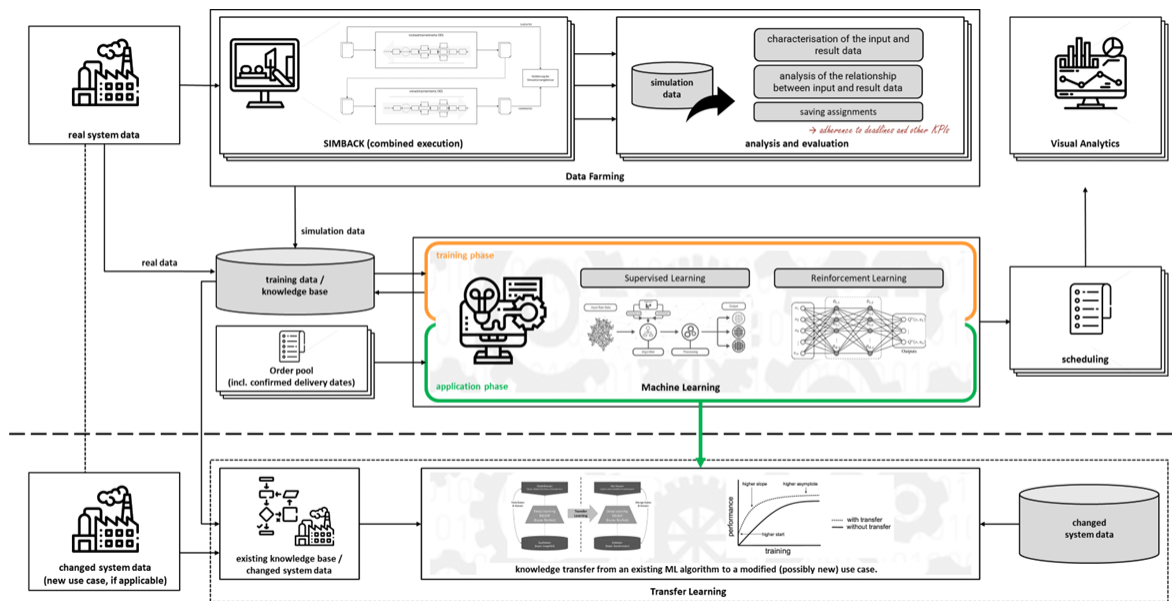 real system data
SIMBACK (combined execution)
simulation
data
characterisation of the input and
result data
analysis of the relationship
between input and result data
saving assignments
→ adherence to deadlines and other KPIs
analysis and evaluation
Data Farming
Visual Analytics
simulation data
real data
training data /
knowledge base
Order pool
(incl. confirmed delivery dates)
training phase
Supervised Learning
Reinforcement Learning
Outputs
application phase
Machine Learning
scheduling
changed system data
(new use case, if applicable)
existing knowledge base /
changed system data
Transfer
Learning
performance
higher slope
higher asymptote
higher start
with transfer
without transfer
training
knowledge transfer from an existing ML algorithm to a modified (possibly new) use case.
changed
system data
Transfer Learning